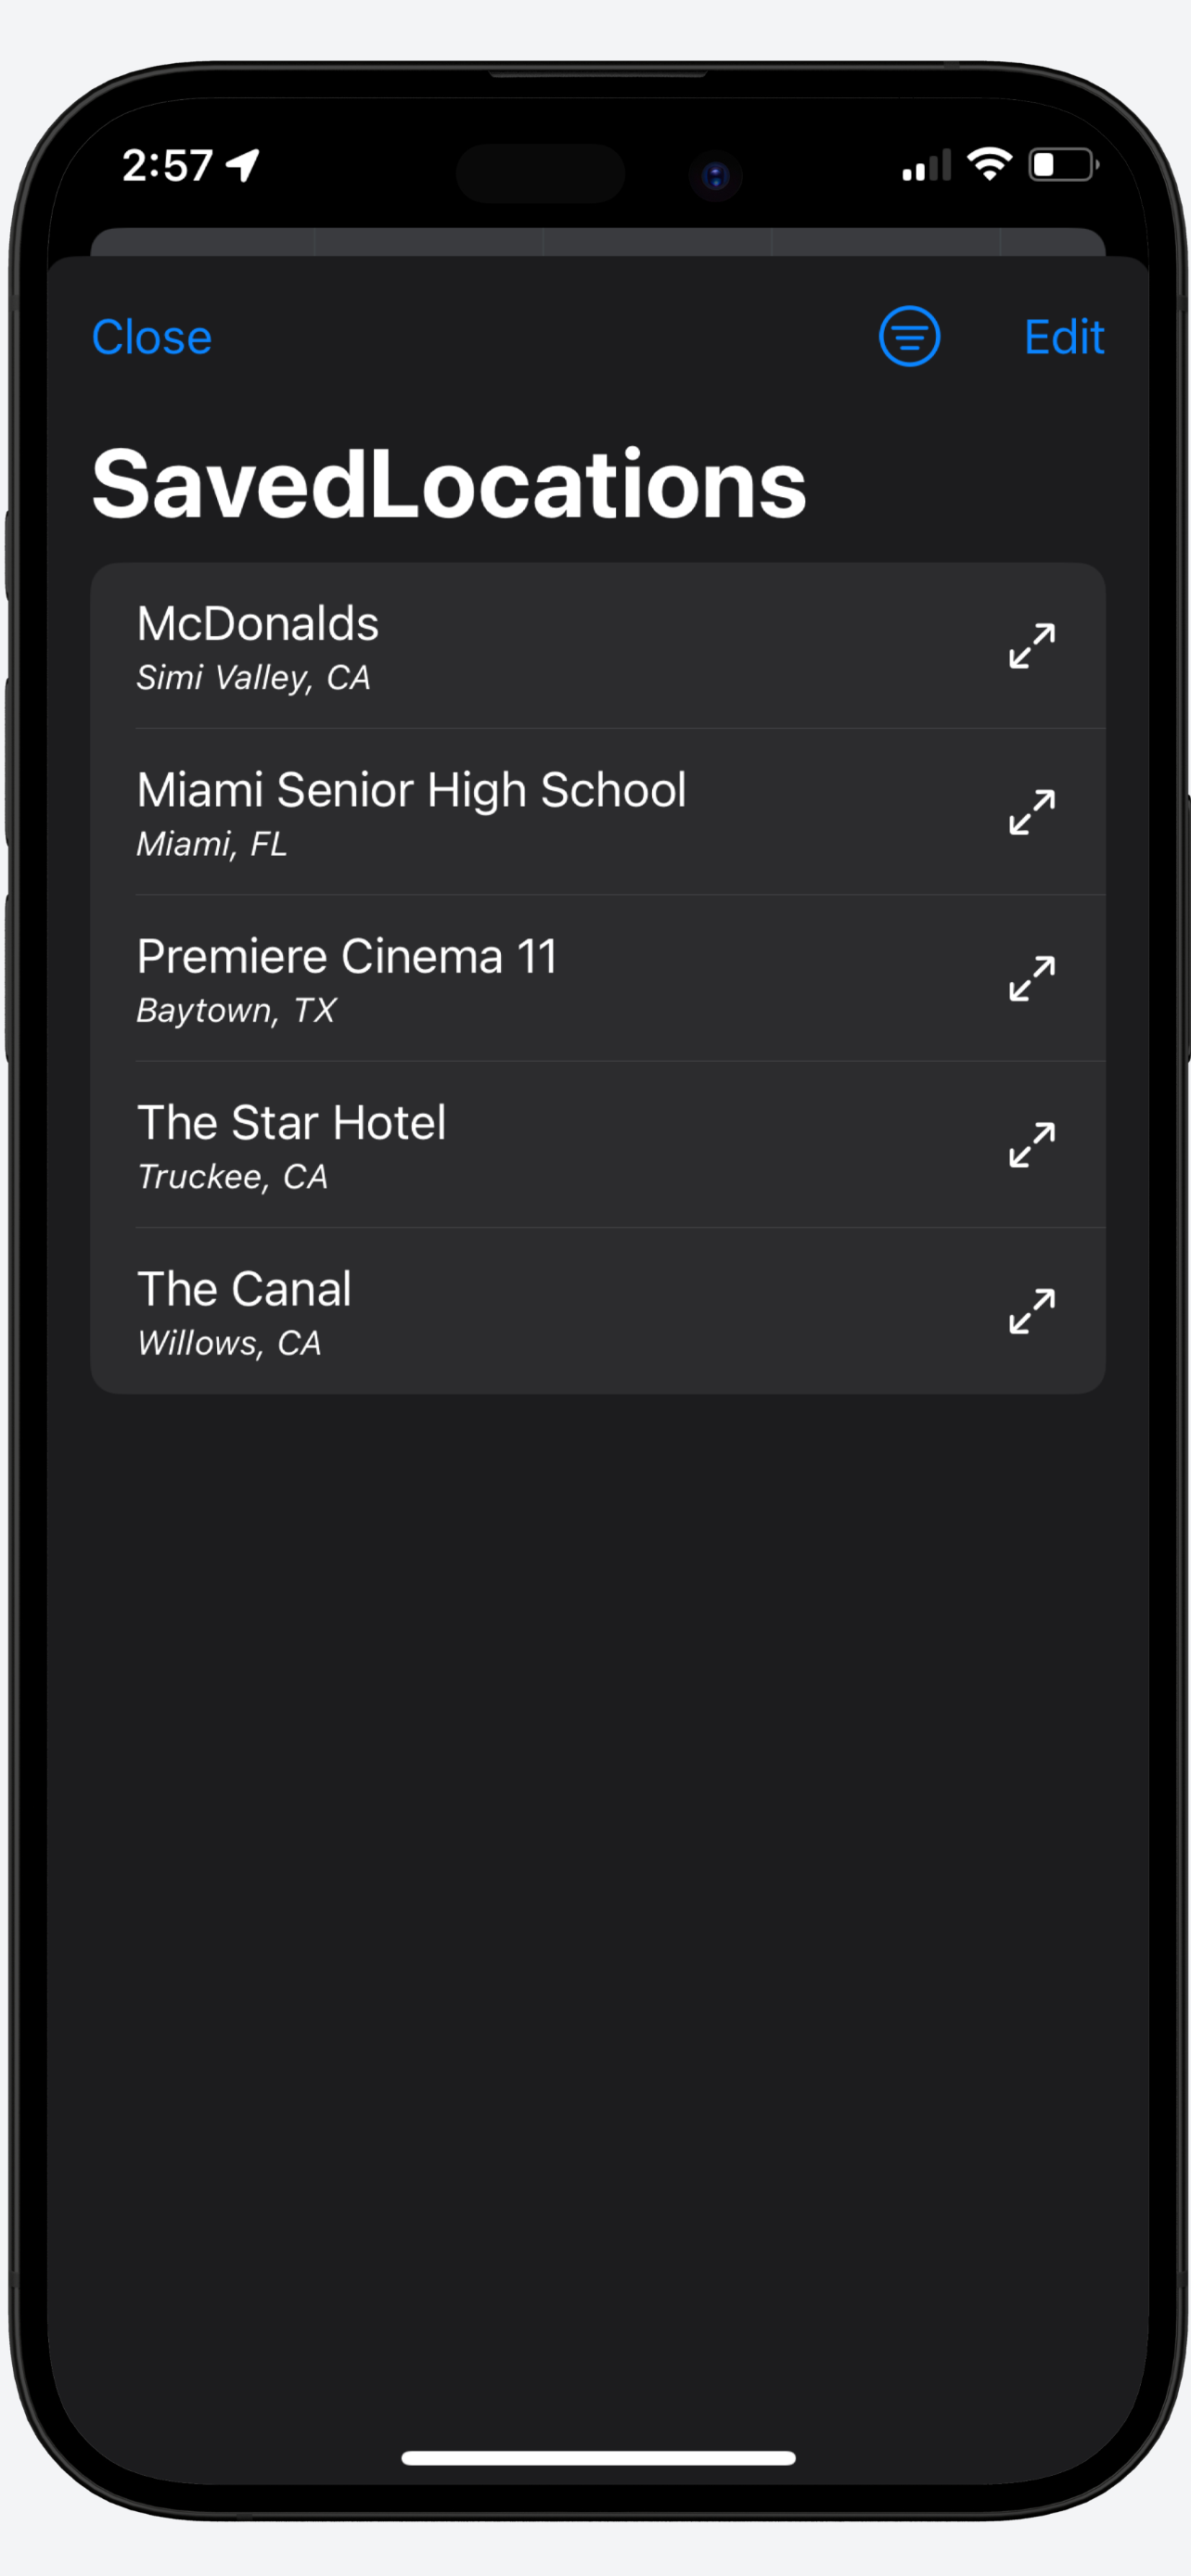 2:57
Close
Edit
SavedLocations
McDonalds
Simi Valley, CA
Miami Senior High School
Miami, FL
Premiere Cinema 11
Baytown, TX
The Star Hotel
Truckee, CA
The Canal
Willows, CA